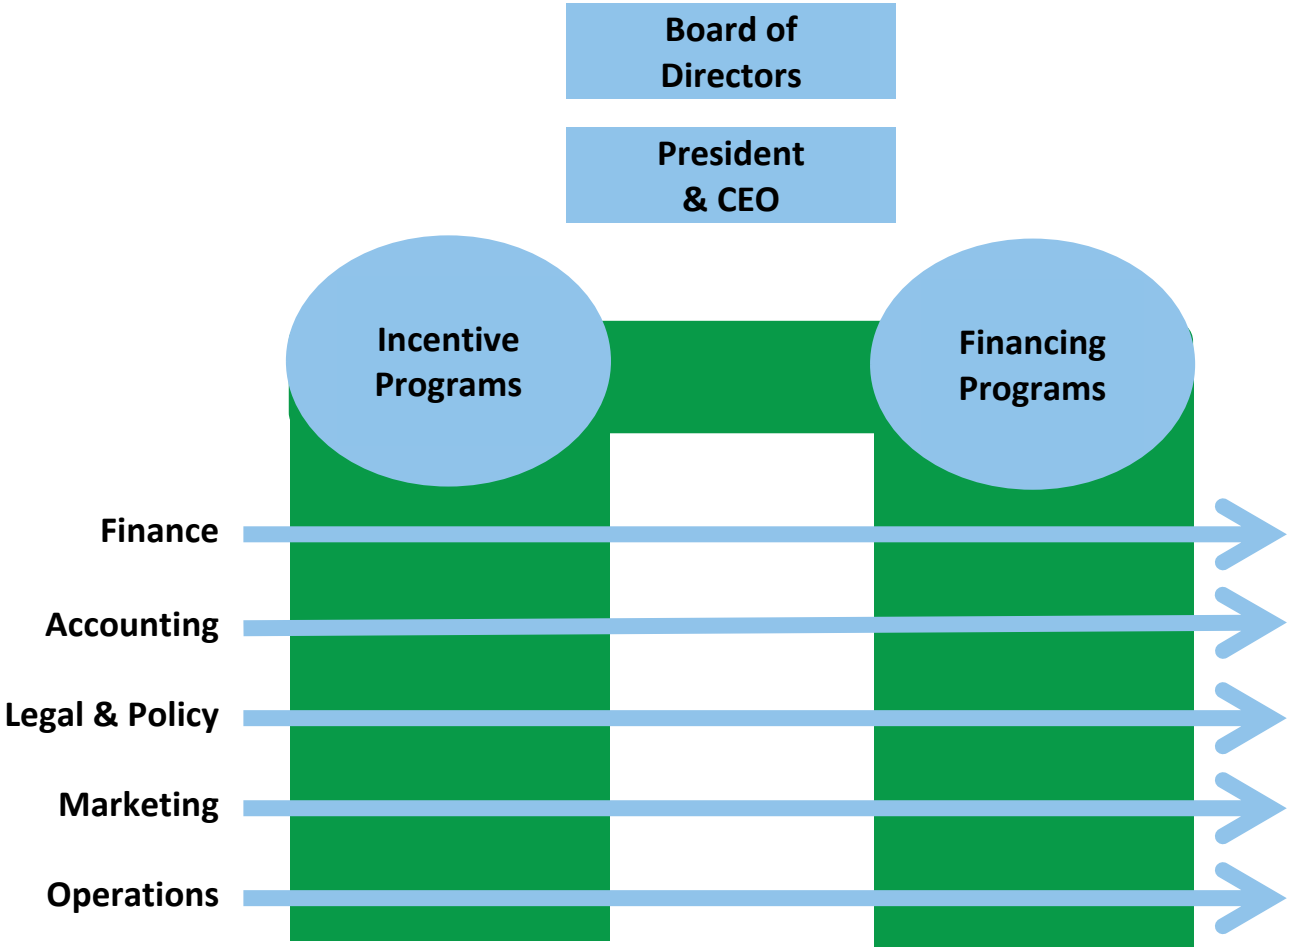 Board of
Directors
President
& CEO
Incentive
Programs
Financing
Programs
Finance
Accounting
Legal & Policy
Marketing
Operations